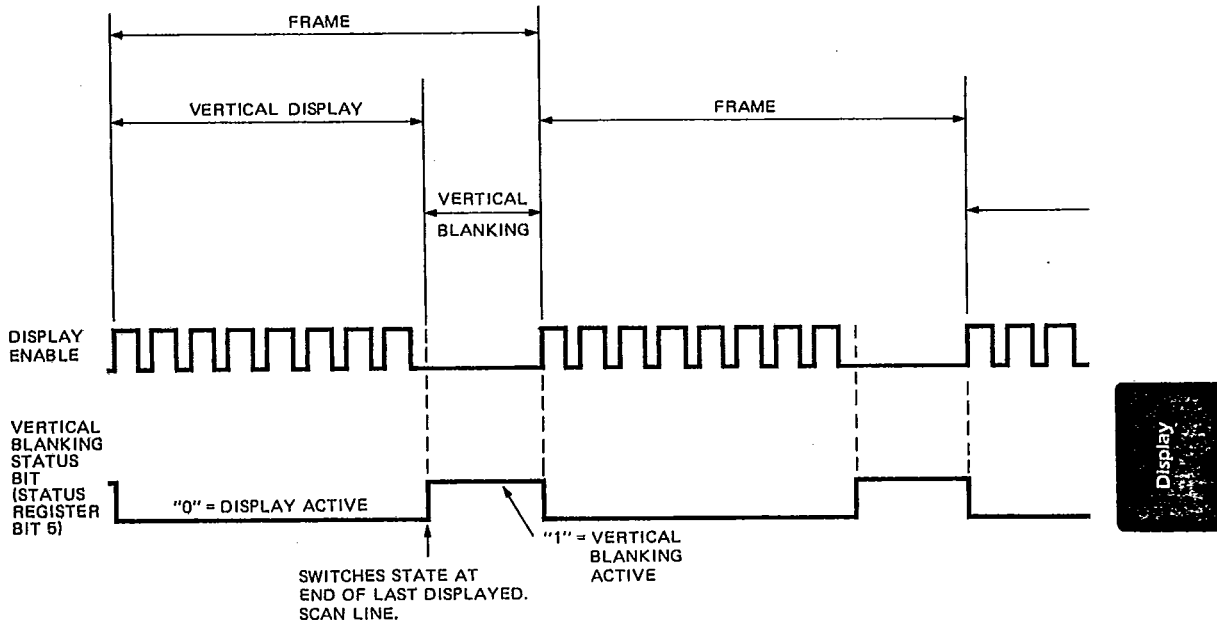 FRAME
VERTICAL DISPLAY
FRAME
VERTICAL
BLANKING
DISPLAY
ENABLE
VERTICAL
BLANKING
STATUS
BIT
(STATUS
REGISTER
BIT 5)
"0" = DISPLAY ACTIVE
"1" = VERTICAL
BLANKING
ACTIVE
SWITCHES STATE AT
END OF LAST DISPLAYED.
SCAN LINE.
Display